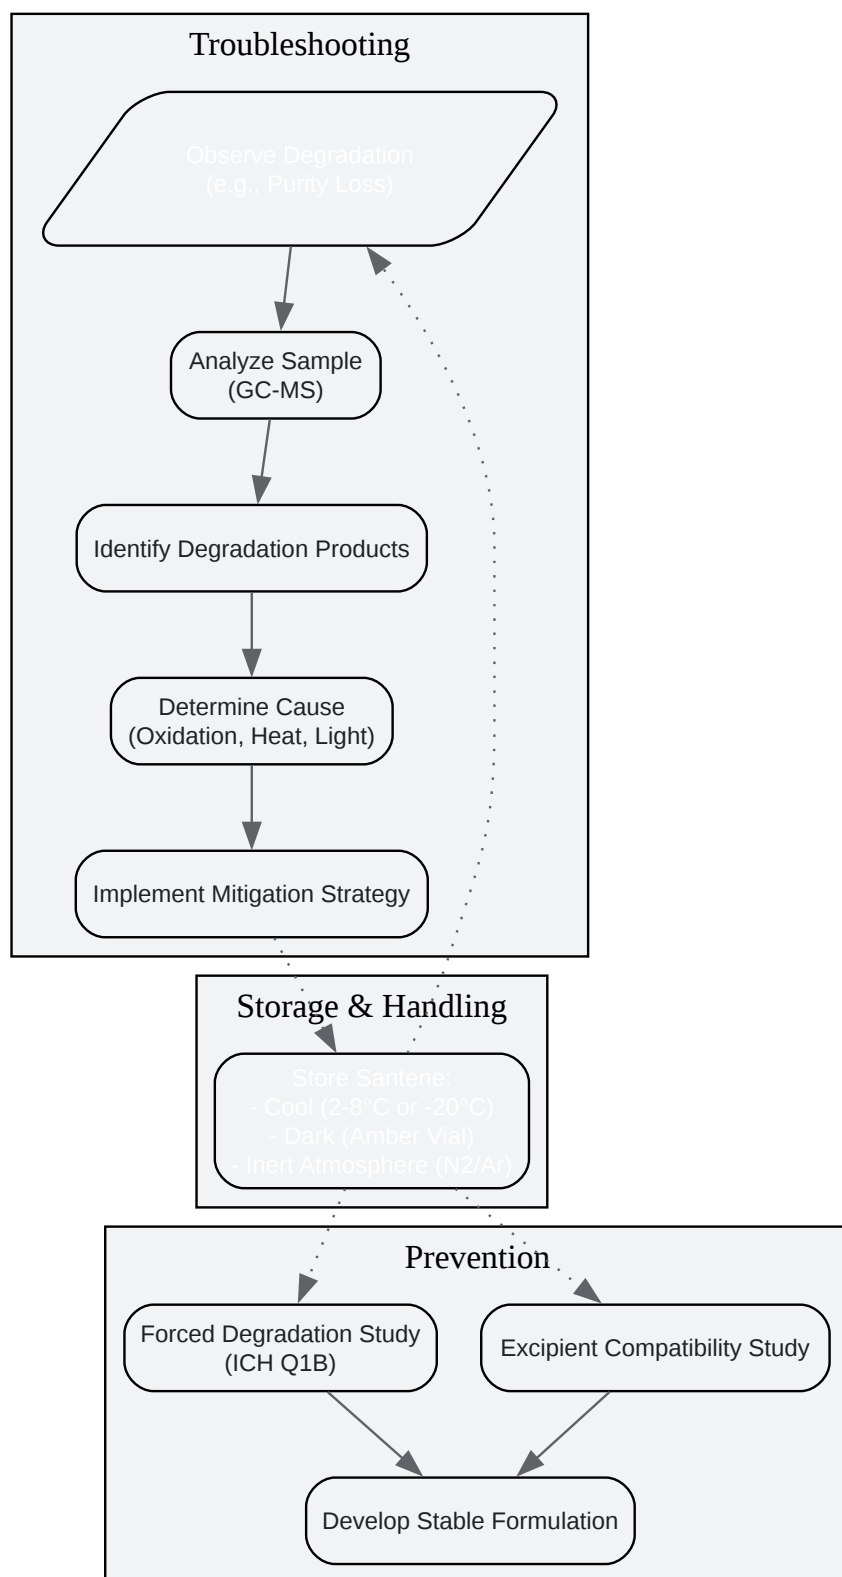 Troubleshooting
Observe Degradation
(e.g., Purity Loss)
Analyze Sample
(GC-MS)
Identify Degradation Products
Determine Cause
(Oxidation, Heat, Light)
Implement Mitigation Strategy
Storage & Handling
Store Santene:
- Cool (2-8°C or -20°C)
- Dark (Amber Vial)
- Inert Atmosphere (N2/Ar)
Prevention
Forced Degradation Study
(ICH Q1B)
Excipient Compatibility Study
Develop Stable Formulation